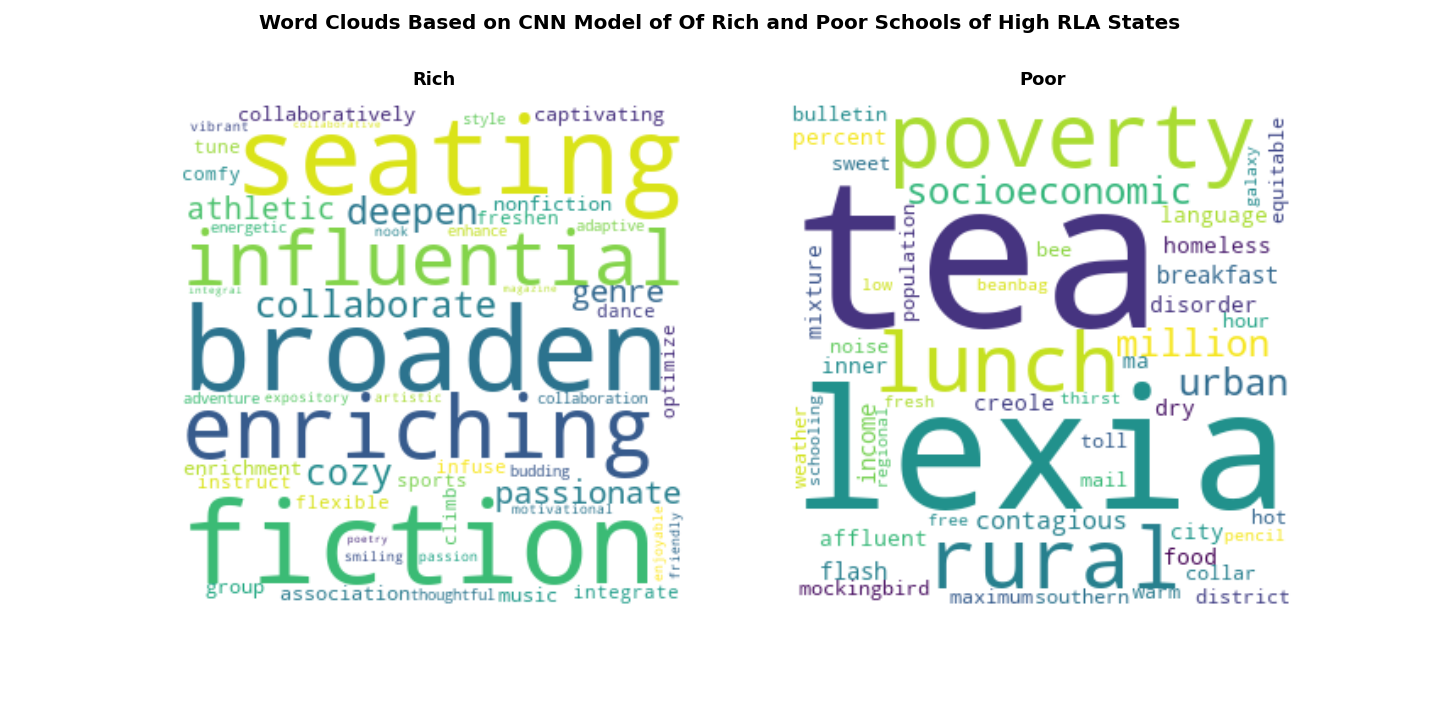 Word Clouds Based on CNN Model of Of Rich and Poor Schools of High RLA States
Rich
collaboratively
style
captivating
vibrant
collaborative
seating
tune
comfy
athletic
deepen
nonfiction
freshen
energetic
nook
enhance
adaptive
influential
integral
magazine
genre
collaborate
dance
broaden
optimize
adventure
expository
artistic
collaboration
enriching
enrichment
cozy
infuse
budding
instruct
sports
passionate
flexible
climb
motivational
fiction
poetry
smiling
passion
enjoyable
friendly
group
association
thoughtful
music
integrate
Poor
bulletin
percent
sweet
poverty
galaxy
equitable
socioeconomic
language
tea
population
bee
homeless
mixture
low
beanbag
breakfast
disorder
hour
noise
inner
lunch
million
ma
urban
fresh
creole
thirst
dry
weather
schooling
income
regional
lexia
toll
mail
free
contagious
hot
affluent
city
pencil
rural
food
flash
collar
mockingbird
maximum
southern
warm
district